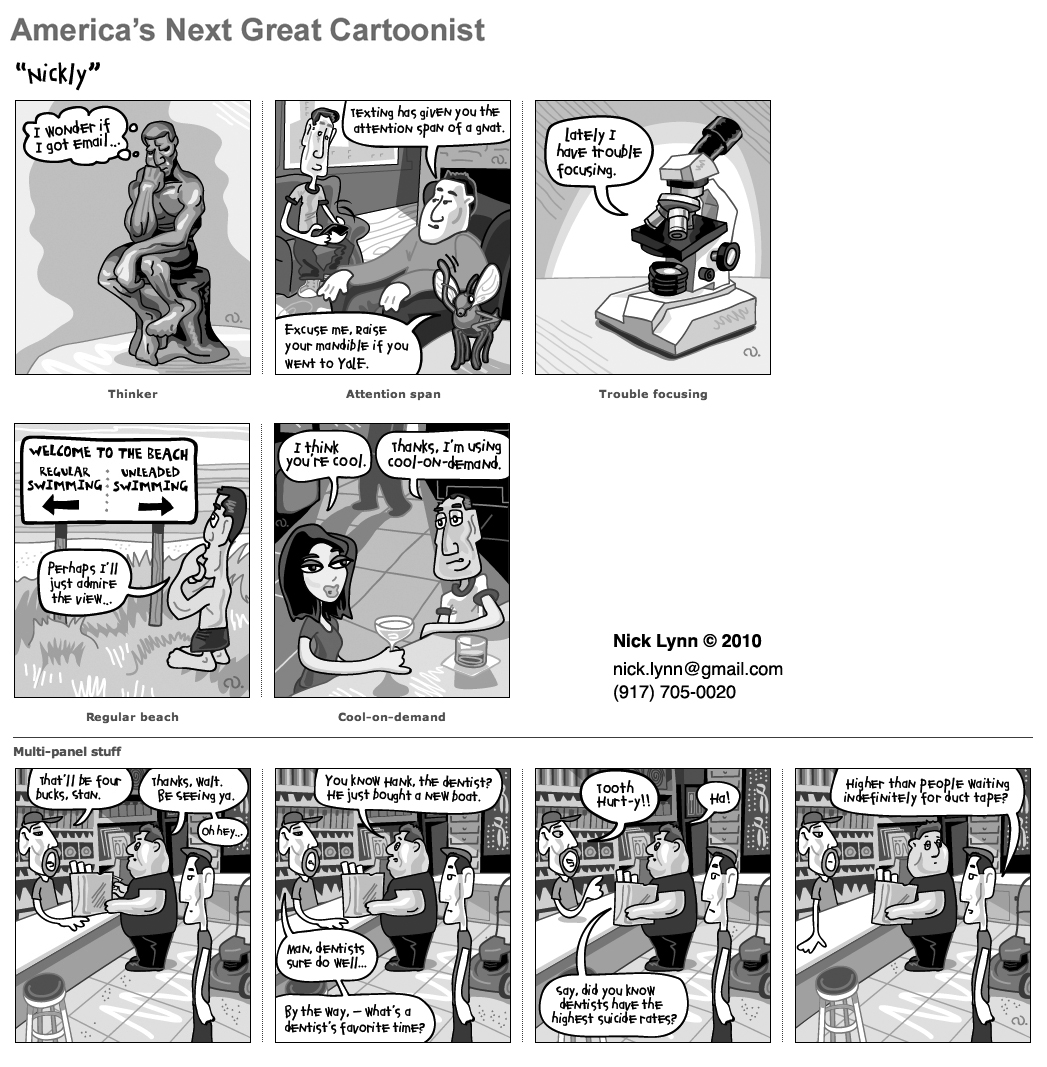 America's Next Great Cartoonist
"Nickly"
I wonder if
I got email...
Texting has given you the
attention span of a gnat.
Excuse me, raise
your mandible if you
went to Yale.
Lately I
have trouble
focusing.
Thinker
Attention span
Trouble focusing
WELCOME TO THE BEACH
REGULAR
SWIMMING
UNLEADED
SWIMMING
Perhaps I'll
just admire
the view...
I think
you're cool.
Thanks, I'm using
cool-on-demand.
Nick Lynn © 2010
nick.lynn@gmail.com
(917) 705-0020
Regular beach
Cool-on-demand
Multi-panel stuff
That'll be four
bucks, Stan.
Thanks, Walt.
Be seeing ya.
Oh hey...
You know Hank, the dentist?
He just bought a new boat.
Man, dentists
sure do well...
By the way, – what's a
dentist's favorite time?
Tooth
Hurt-y!!
Ha!
Say, did you know
dentists have the
highest suicide rates?
Higher than people waiting
indefinitely for duct tape?